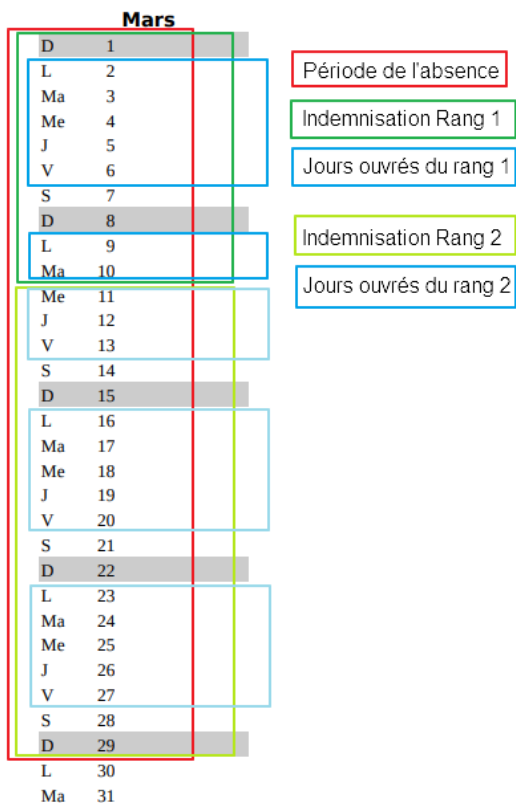 Mars
D 1
L 2
Ma 3
Me 4
J 5
V 6
S 7
D 8
L 9
Ma 10
Me 11
J 12
V 13
S 14
D 15
L 16
Ma 17
Me 18
J 19
V 20
S 21
D 22
L 23
Ma 24
Me 25
J 26
V 27
S 28
D 29
L 30
Ma 31
Période de l'absence
Indemnisation Rang 1
Jours ouvrés du rang 1
Indemnisation Rang 2
Jours ouvrés du rang 2